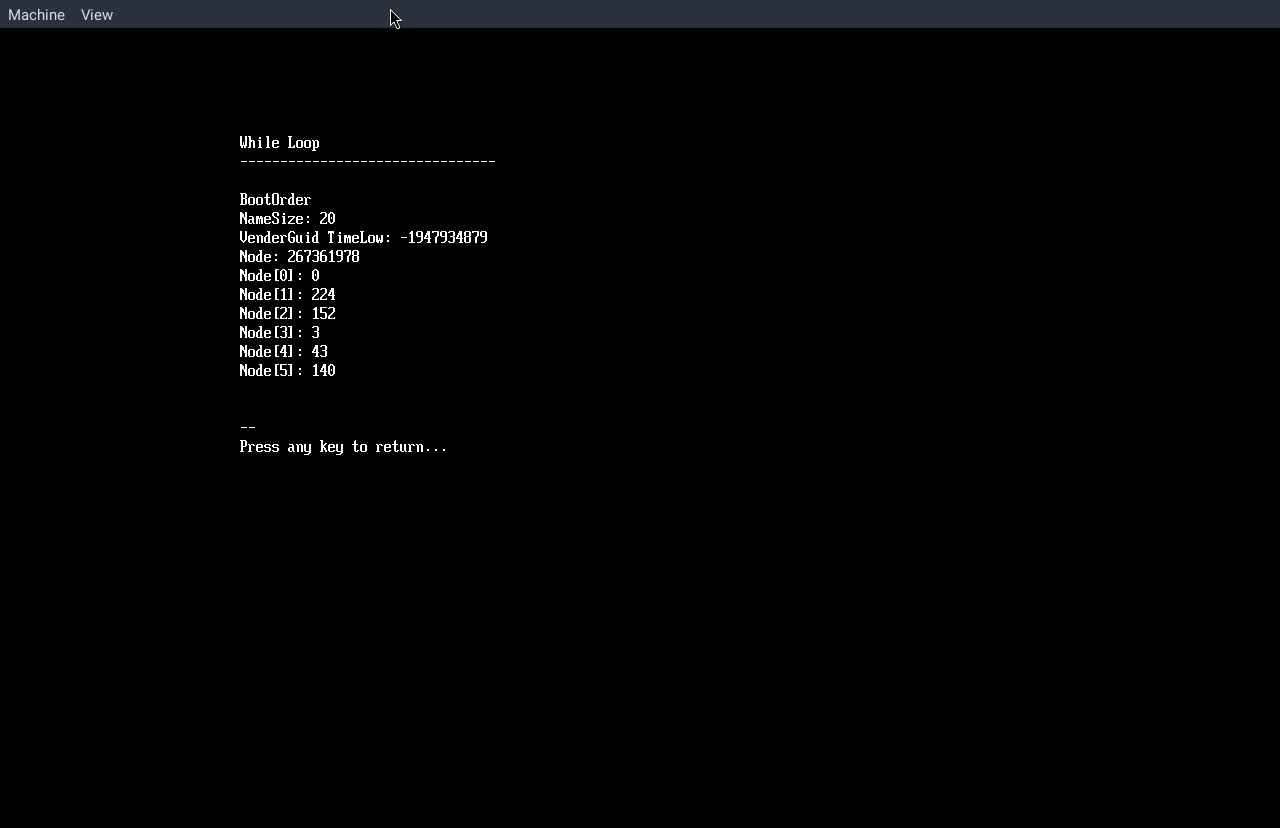 Machine View
While Loop
--------------------------------
BootOrder
NameSize: 20
VenderGuid TimeLow: -1947934879
Node: 267361978
Node[0]: 0
Node[1]: 224
Node[2]: 152
Node[3]: 3
Node[4]: 43
Node[5]: 140
--
Press any key to return...